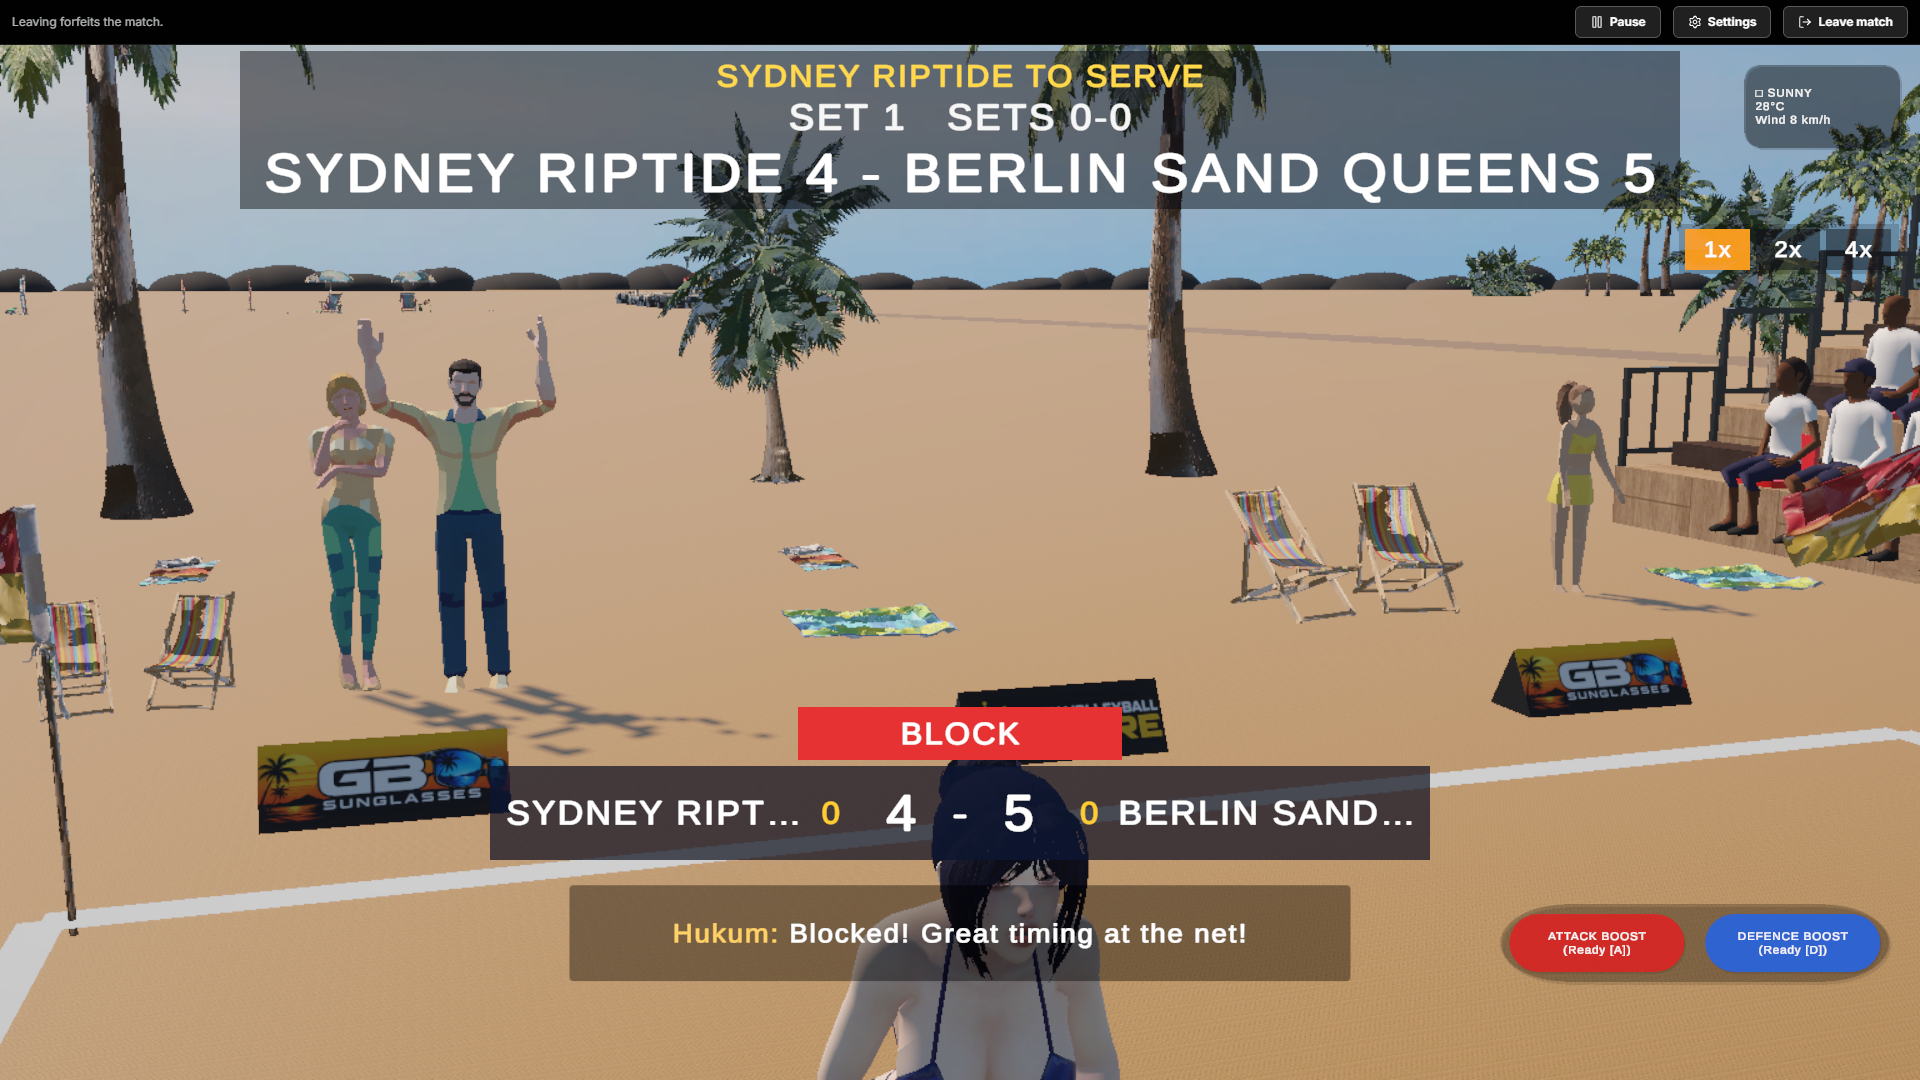 Leaving forfeits the match.
Pause
Settings
Leave match
SYDNEY RIPTIDE TO SERVE
SET 1 SETS 0-0
SYDNEY RIPTIDE 4 - BERLIN SAND QUEENS 5
SUNNY
28°C
Wind 8 km/h
1x 2x 4x
GB
SUNGLASSES
BLOCK
GB
SUNGLASSES
SYDNEY RIPT... 0 4 - 5 0 BERLIN SAND...
Hukum: Blocked! Great timing at the net!
ATTACK BOOST
(Ready [A])
DEFENCE BOOST
(Ready [D])